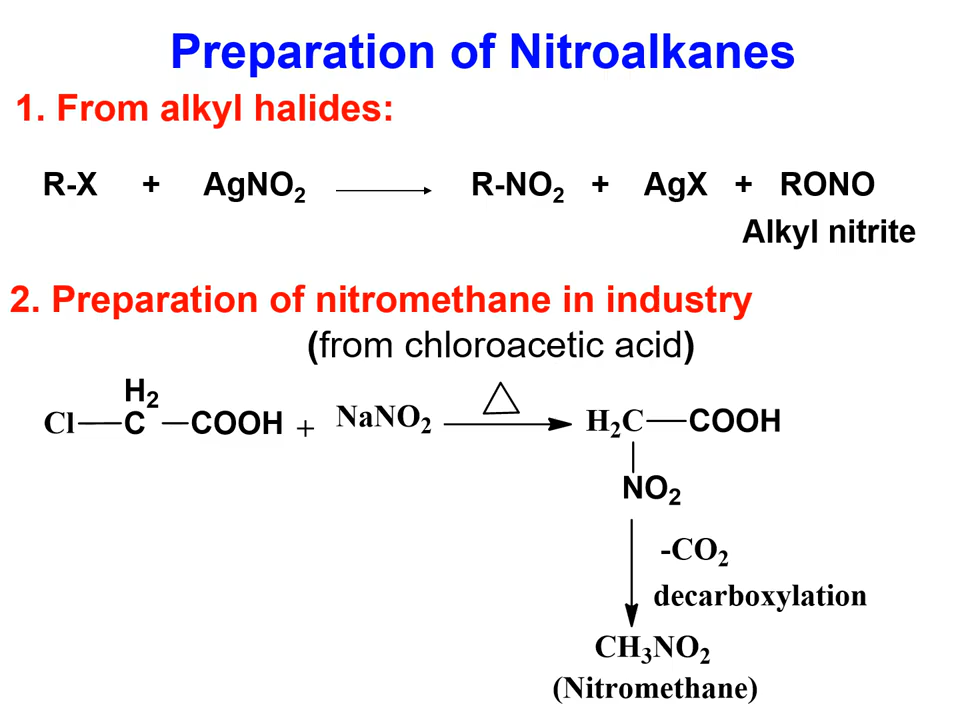 Preparation of Nitroalkanes
1. From alkyl halides:
R-X + AgNO2 R-NO2 + AgX + RONO
Alkyl nitrite
2. Preparation of nitromethane in industry
(from chloroacetic acid)
H2
Cl C COOH + NaNO2 H2C COOH
NO2
-CO2
decarboxylation
CH3NO2
(Nitromethane)